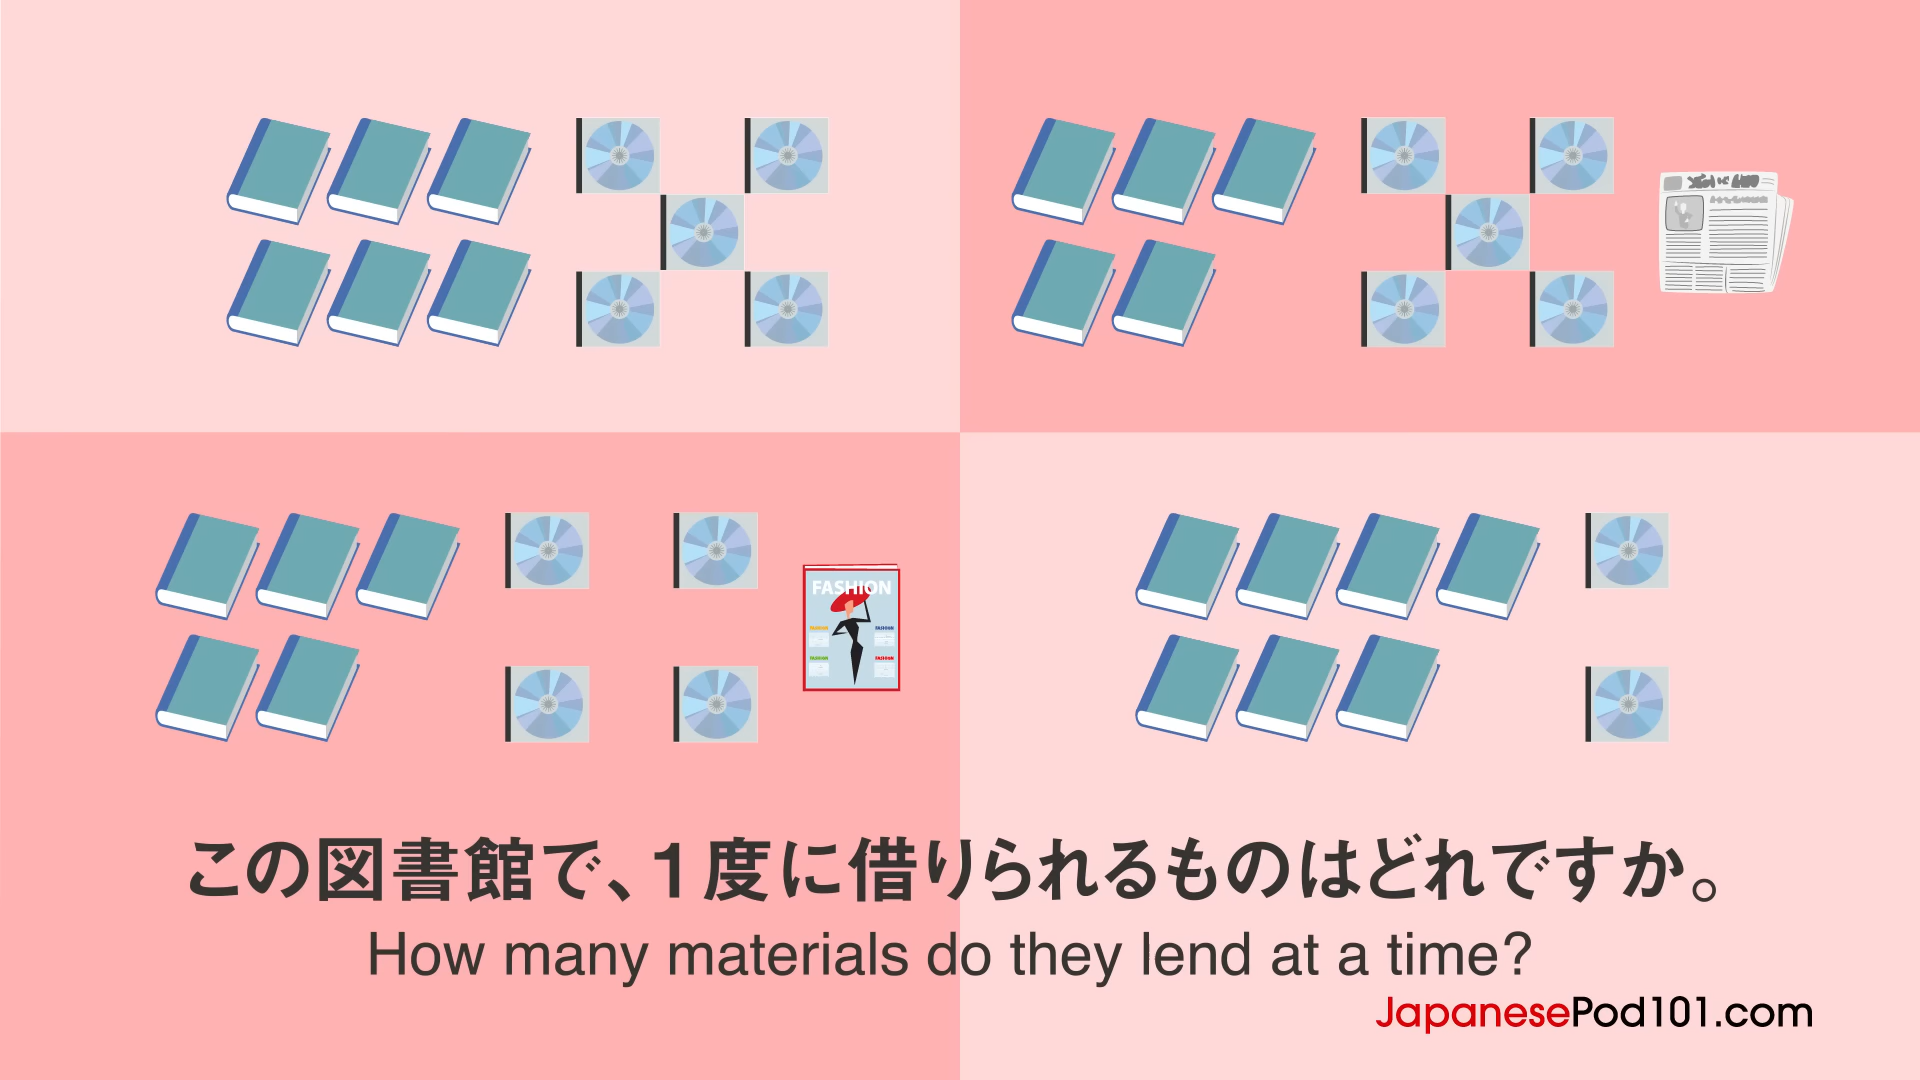 FASHION
この図書館で、1度に借りられるものはどれですか。
How many materials do they lend at a time?
JapanesePod101.com